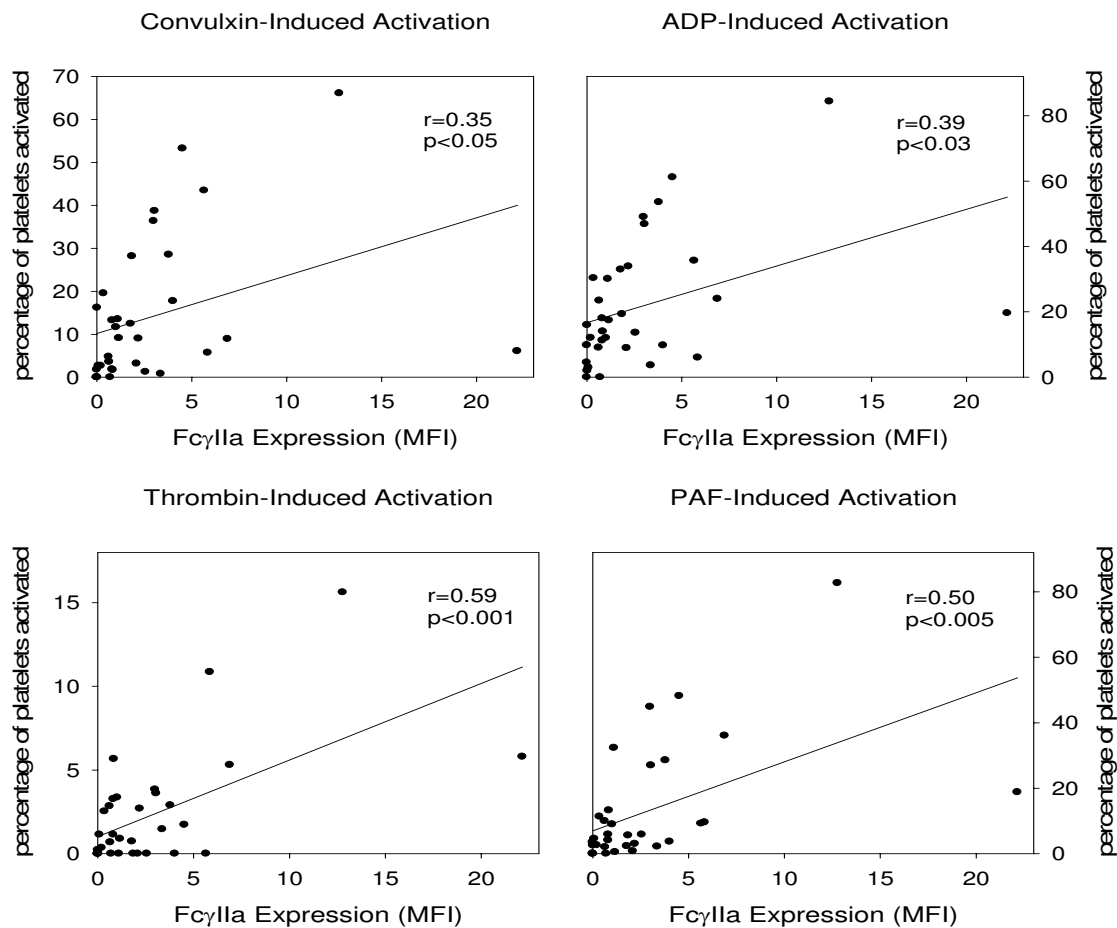 Convulxin-Induced Activation
percentage of platelets activated
70
60
50
40
30
20
10
0
r=0.35
p<0.05
0 5 10 15 20
FcγIIa Expression (MFI)
ADP-Induced Activation
r=0.39
p<0.03
80
60
40
20
0
percentage of platelets activated
0 5 10 15 20
FcγIIa Expression (MFI)
Thrombin-Induced Activation
percentage of platelets activated
15
10
5
0
r=0.59
p<0.001
0 5 10 15 20
FcγIIa Expression (MFI)
PAF-Induced Activation
r=0.50
p<0.005
80
60
40
20
0
percentage of platelets activated
0 5 10 15 20
FcγIIa Expression (MFI)